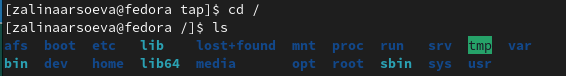 [zalinaarsoeva@fedora tap]$ cd /
[zalinaarsoeva@fedora /]$ ls
afs boot etc lib lost+found mnt proc run srv tmp var
bin dev home lib64 media opt root sbin sys usr